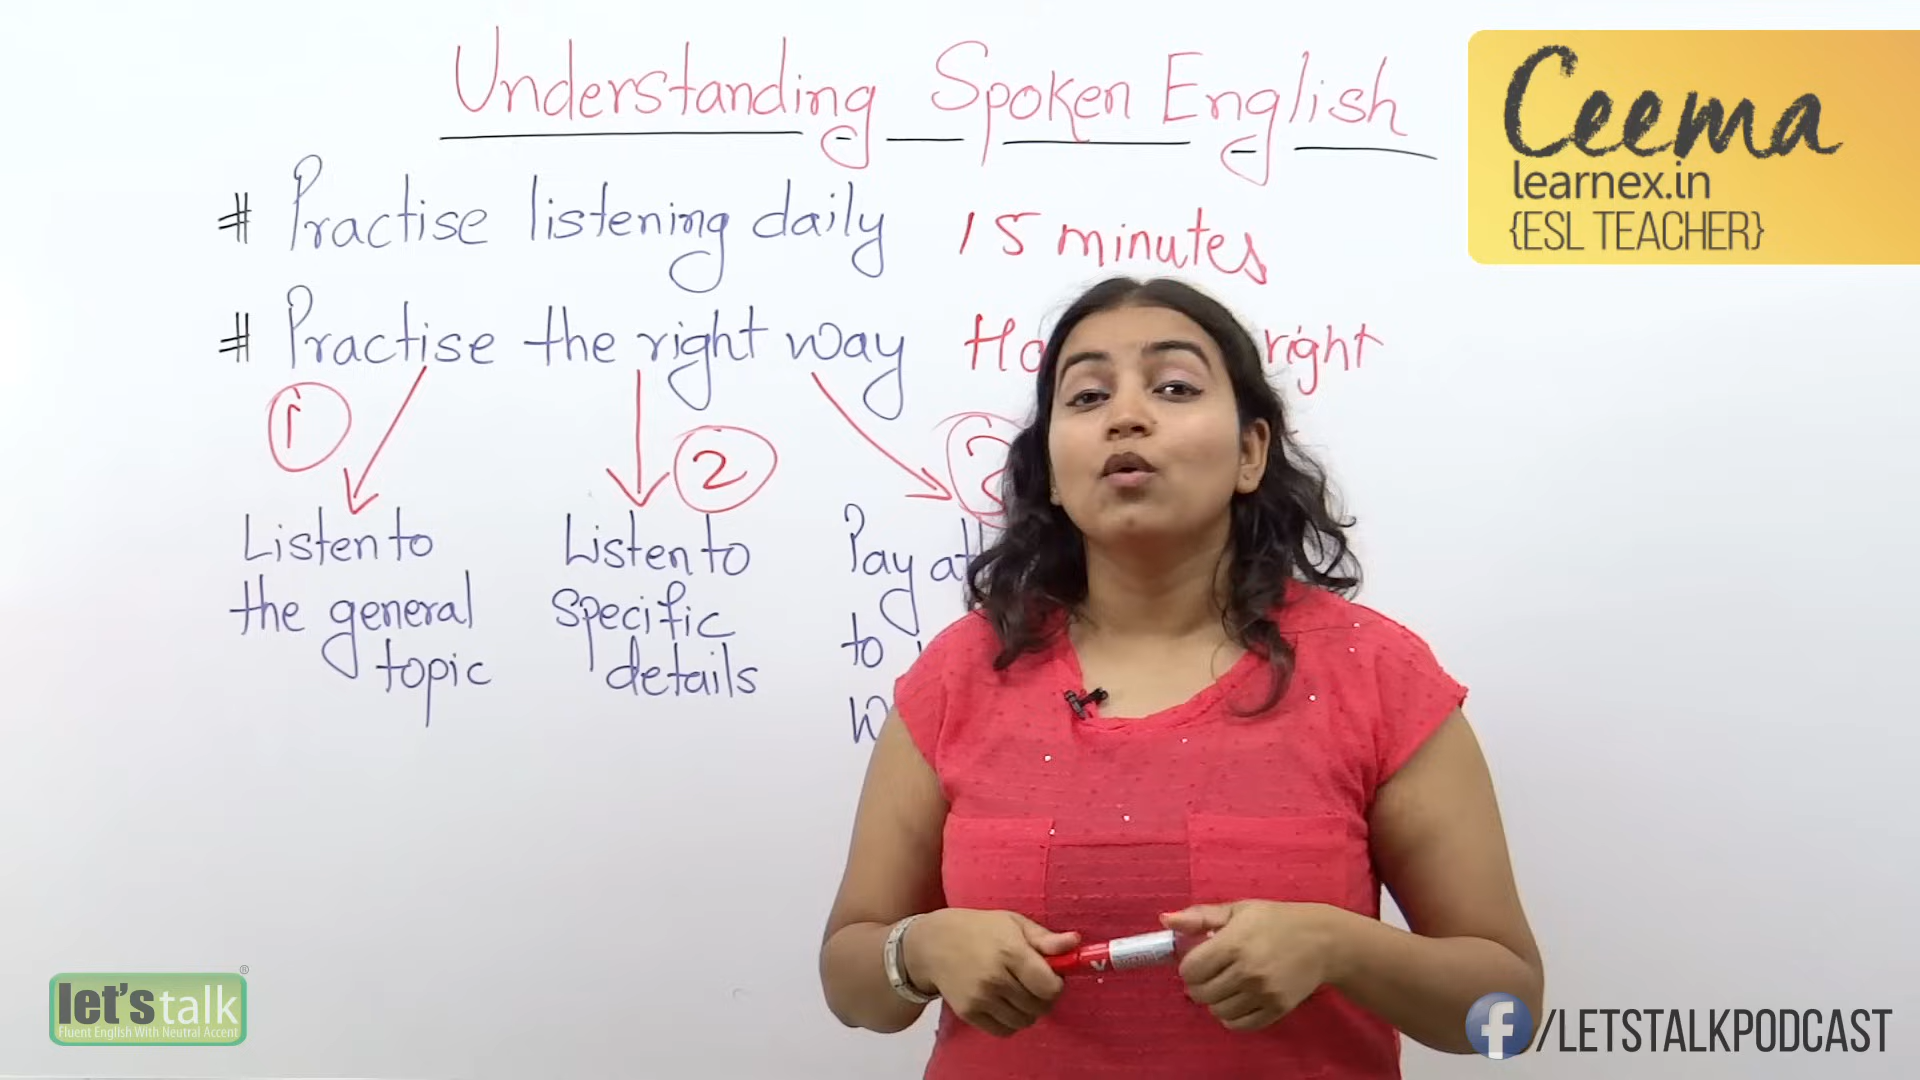 Understanding Spoken English
Ceema
learnex.in
{ESL TEACHER}
# Practise listening daily 15 minutes
# Practise the right way right
1
2
Listen to
the general
topic
Listen to
specific
details
Pay
to
let's talk ®
Fluent English With Neutral Accent
f/LETSTALKPODCAST